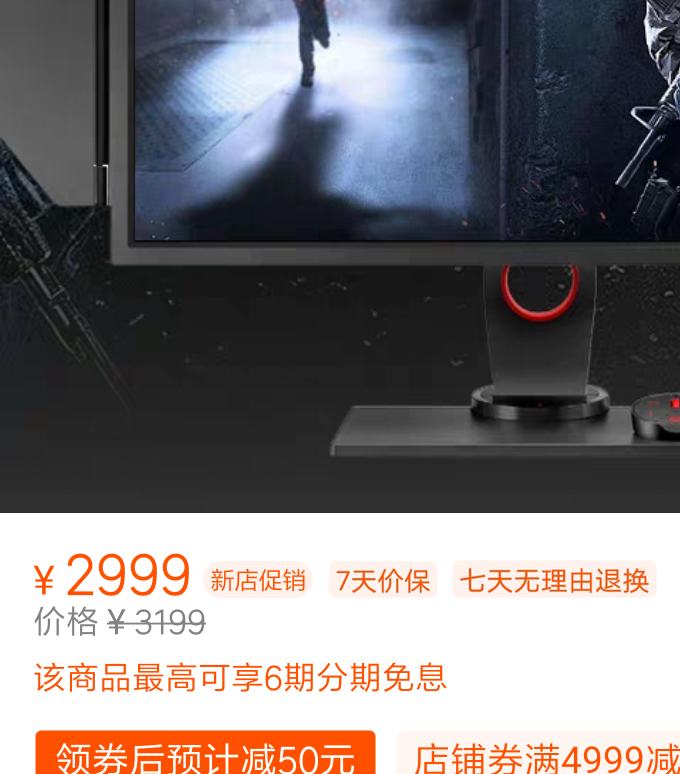 ¥2999 新店促销 7天价保 七天无理由退换
价格 ¥3199
该商品最高可享6期分期免息
领券后预计减50元 店铺券满4999减